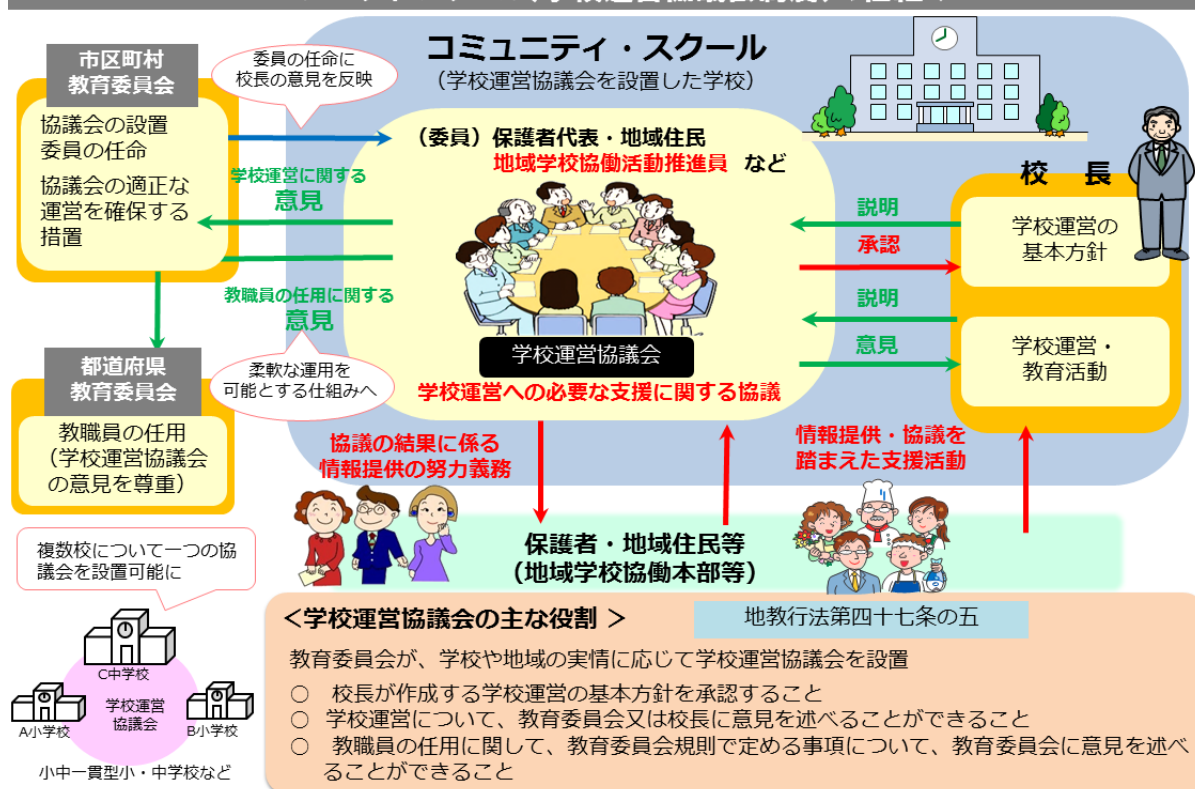 コミュニティ・スクール
（学校運営協議会を設置した学校）
市区町村
教育委員会
協議会の設置
委員の任命
協議会の適正な
運営を確保する
措置
委員の任命に
校長の意見を反映
（委員）保護者代表・地域住民
地域学校協働活動推進員 など
学校運営に関する
意見
教職員の任用に関する
意見
柔軟な運用を
可能とする仕組みへ
学校運営協議会
学校運営への必要な支援に関する協議
校 長
説明
承認
学校運営の
基本方針
説明
意見
学校運営・
教育活動
都道府県
教育委員会
教職員の任用
（学校運営協議会
の意見を尊重）
協議の結果に係る
情報提供の努力義務
情報提供・協議を
踏まえた支援活動
保護者・地域住民等
（地域学校協働本部等）
複数校について一つの協
議会を設置可能に
C中学校
学校運営
協議会
A小学校
B小学校
小中一貫型小・中学校など
＜学校運営協議会の主な役割 ＞
地教行法第四十七条の五
教育委員会が、学校や地域の実情に応じて学校運営協議会を設置
○ 校長が作成する学校運営の基本方針を承認すること
○ 学校運営について、教育委員会又は校長に意見を述べることができること
○ 教職員の任用に関して、教育委員会規則で定める事項について、教育委員会に意見を述べ
ることができること